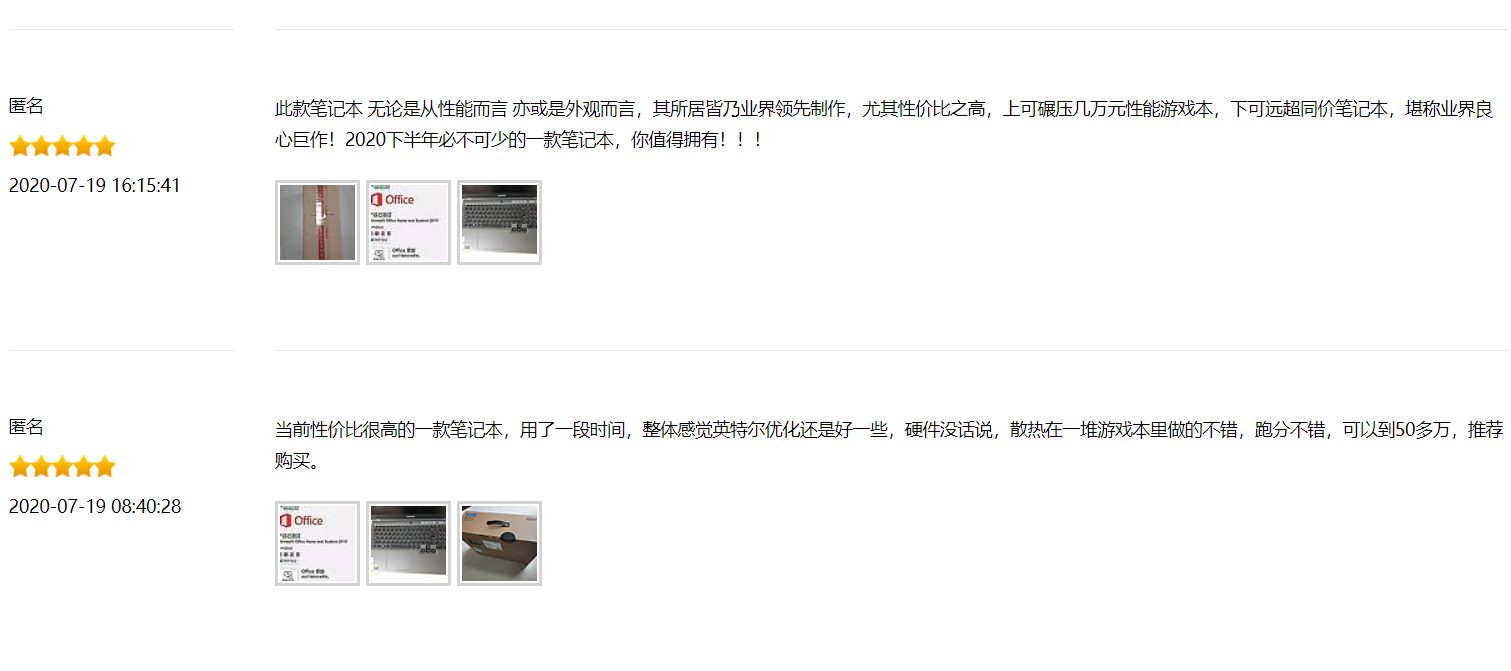 匿名
此款笔记本 无论是从性能而言 亦或是外观而言，其所居皆乃业界领先制作，尤其性价比之高，上可碾压几万元性能游戏本，下可远超同价笔记本，堪称业界良
心巨作！2020下半年必不可少的一款笔记本，你值得拥有！！！
2020-07-19 16:15:41
Office
匿名
当前性价比很高的一款笔记本，用了一段时间，整体感觉英特尔优化还是好一些，硬件没话说，散热在一堆游戏本里做的不错，跑分不错，可以到50多万，推荐
购买。
2020-07-19 08:40:28
Office